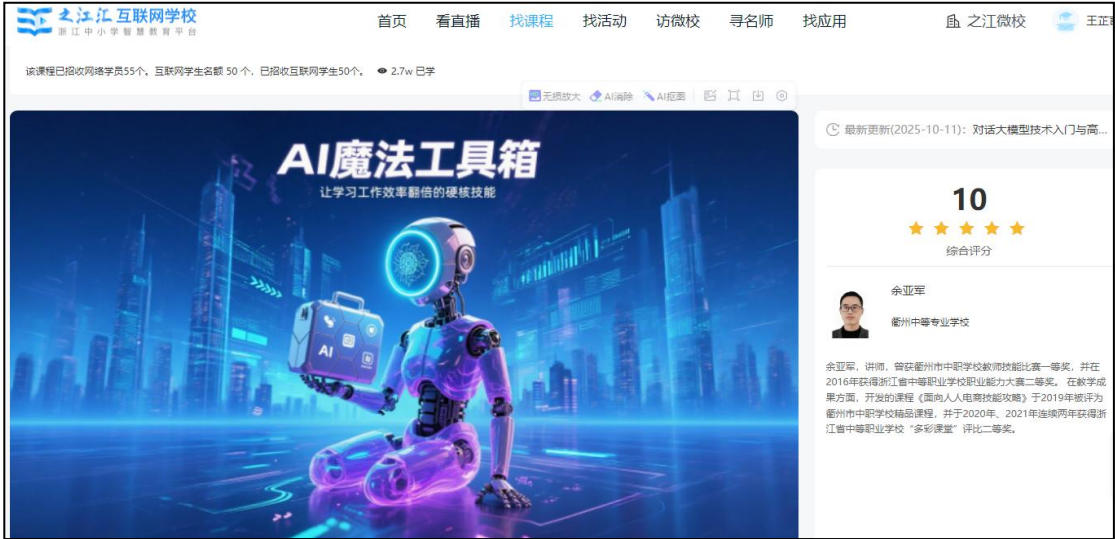 之江汇 互联网学校
浙江中小学智慧教育平台
首页 看直播 找课程 找活动 访微校 寻名师 找应用 之江微校
该课程已招收网络学员55个。互联网学生名额 50 个，已招收互联网学生50个。 2.7w 已学
无损放大 AI消除 AI抠图
AI魔法工具箱
让学习工作效率翻倍的硬核技能
AI
最新更新(2025-10-11)：对话大模型技术入门与高...
10
综合评分
余亚军
衢州中等专业学校
余亚军，讲师，曾获衢州市中职学校教师技能比赛一等奖，并在
2016年获得浙江省中等职业学校职业能力大赛二等奖。 在教学成
果方面，开发的课程《面向人人电商技能攻略》于2019年被评为
衢州市中职学校精品课程，并于2020年、2021年连续两年获得浙
江省中等职业学校“多彩课堂”评比二等奖。